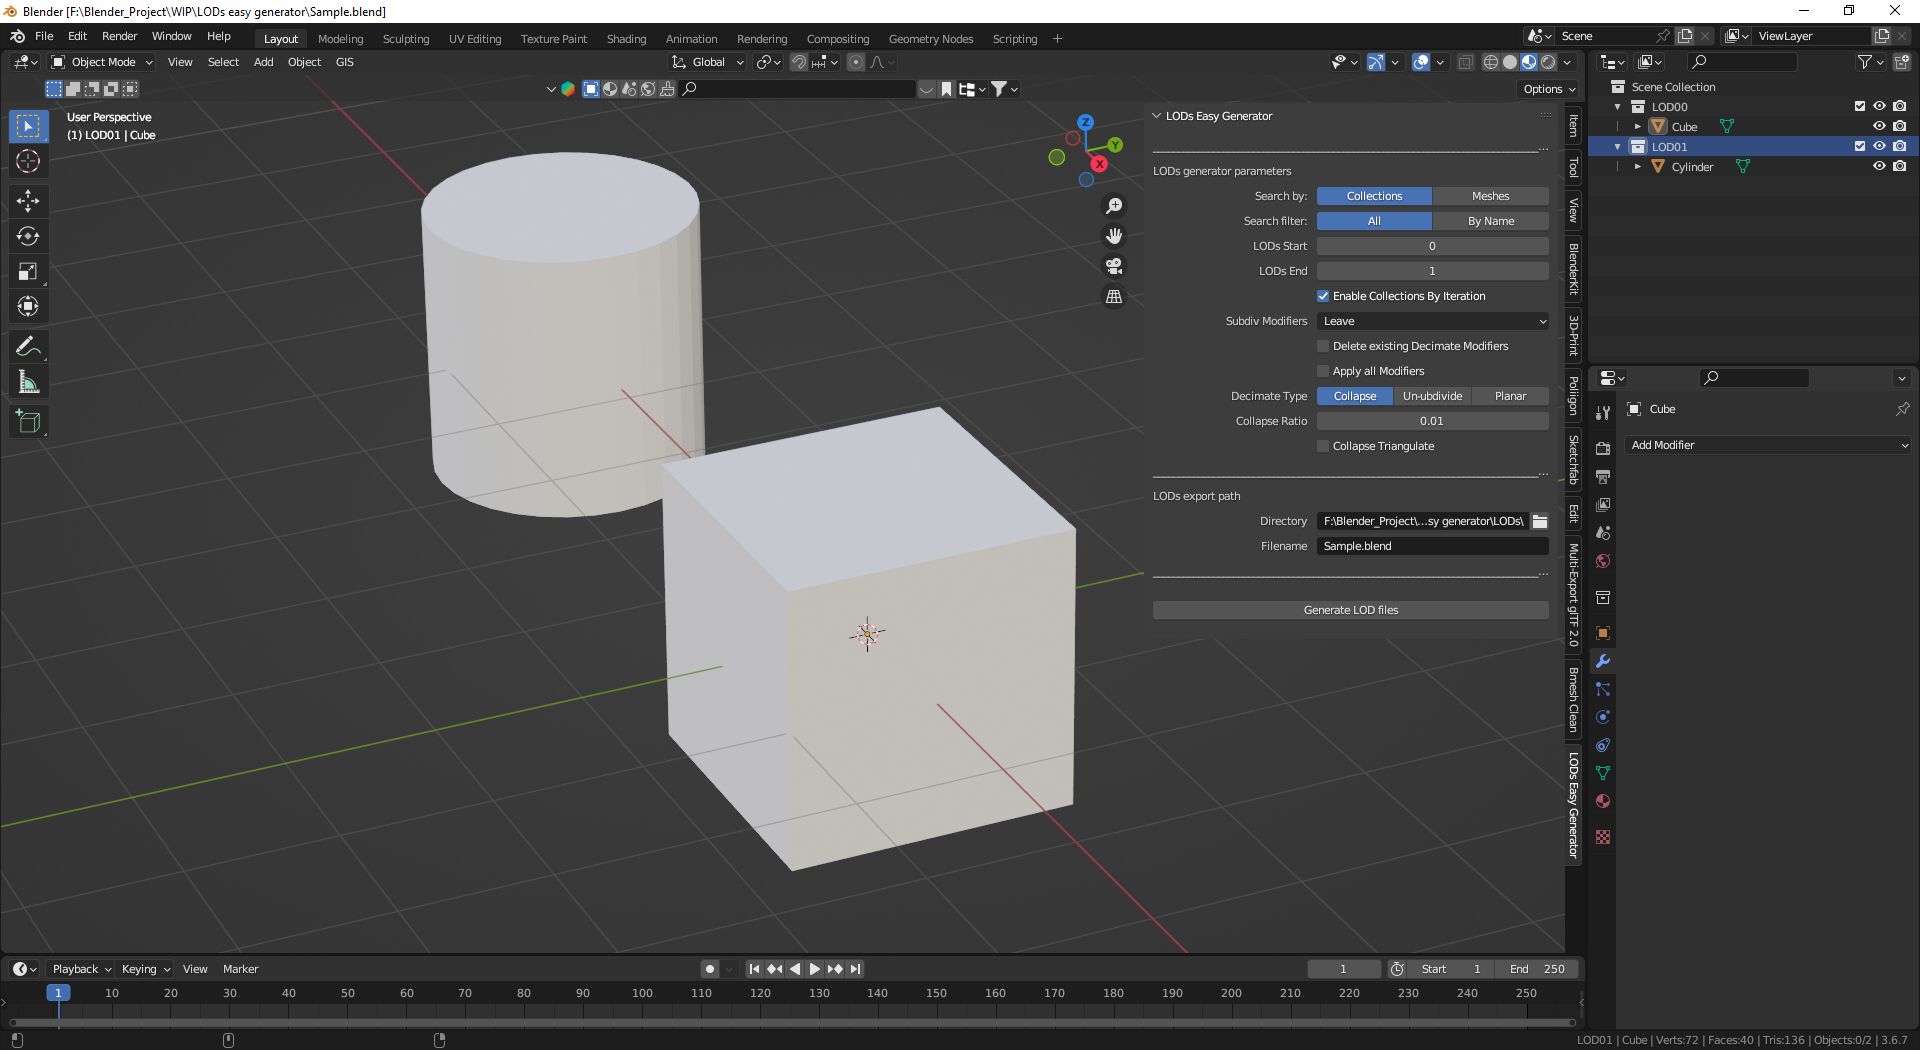 Blender [F:\Blender_Project\WIP\LODs easy generator\Sample.blend]
File Edit Render Window Help Layout Modeling Sculpting UV Editing Texture Paint Shading Animation Rendering Compositing Geometry Nodes Scripting + Scene ViewLayer
Object Mode View Select Add Object GIS Global
Options
User Perspective
(1) LOD01 | Cube
Z
Y
X
LODs Easy Generator
LODs generator parameters
Search by: Collections Meshes
Search filter: All By Name
LODs Start 0
LODs End 1
Enable Collections By Iteration
Subdiv Modifiers Leave
Delete existing Decimate Modifiers
Apply all Modifiers
Decimate Type Collapse Un-ubdivide Planar
Collapse Ratio 0.01
Collapse Triangulate
LODs export path
Directory F:\Blender_Project\...sy generator\LODs\
Filename Sample.blend
Generate LOD files
Item
Tool
View
BlenderKit
3D-Print
Poliigon
Sketchfab
Edit
Multi-Export glTF 2.0
Bmesh Clean
LODs Easy Generator
Scene Collection
LOD00
Cube
LOD01
Cylinder
Cube
Add Modifier
Playback Keying View Marker 1 Start 1 End 250
1 10 20 30 40 50 60 70 80 90 100 110 120 130 140 150 160 170 180 190 200 210 220 230 240 250
LOD01 | Cube | Verts:72 | Faces:40 | Tris:136 | Objects:0/2 | 3.6.7